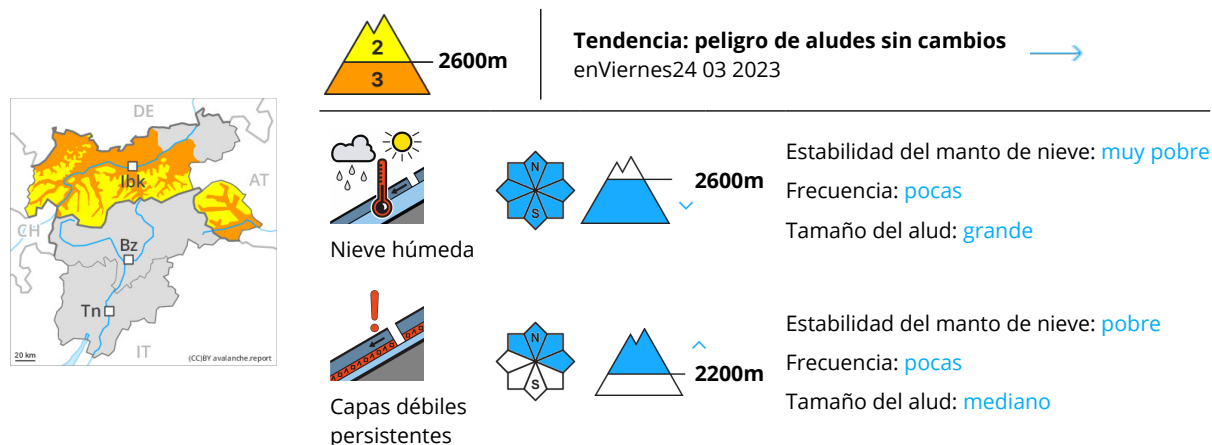 2
3
2600m
Tendencia: peligro de aludes sin cambios
enViernes24 03 2023
DE
AT
CH
IT
Ibk
Bz
Tn
20 km
(CC)BY avalanche.report
Nieve húmeda
N
S
2600m
Estabilidad del manto de nieve: muy pobre
Frecuencia: pocas
Tamaño del alud: grande
Capas débiles
persistentes
N
S
2200m
Estabilidad del manto de nieve: pobre
Frecuencia: pocas
Tamaño del alud: mediano